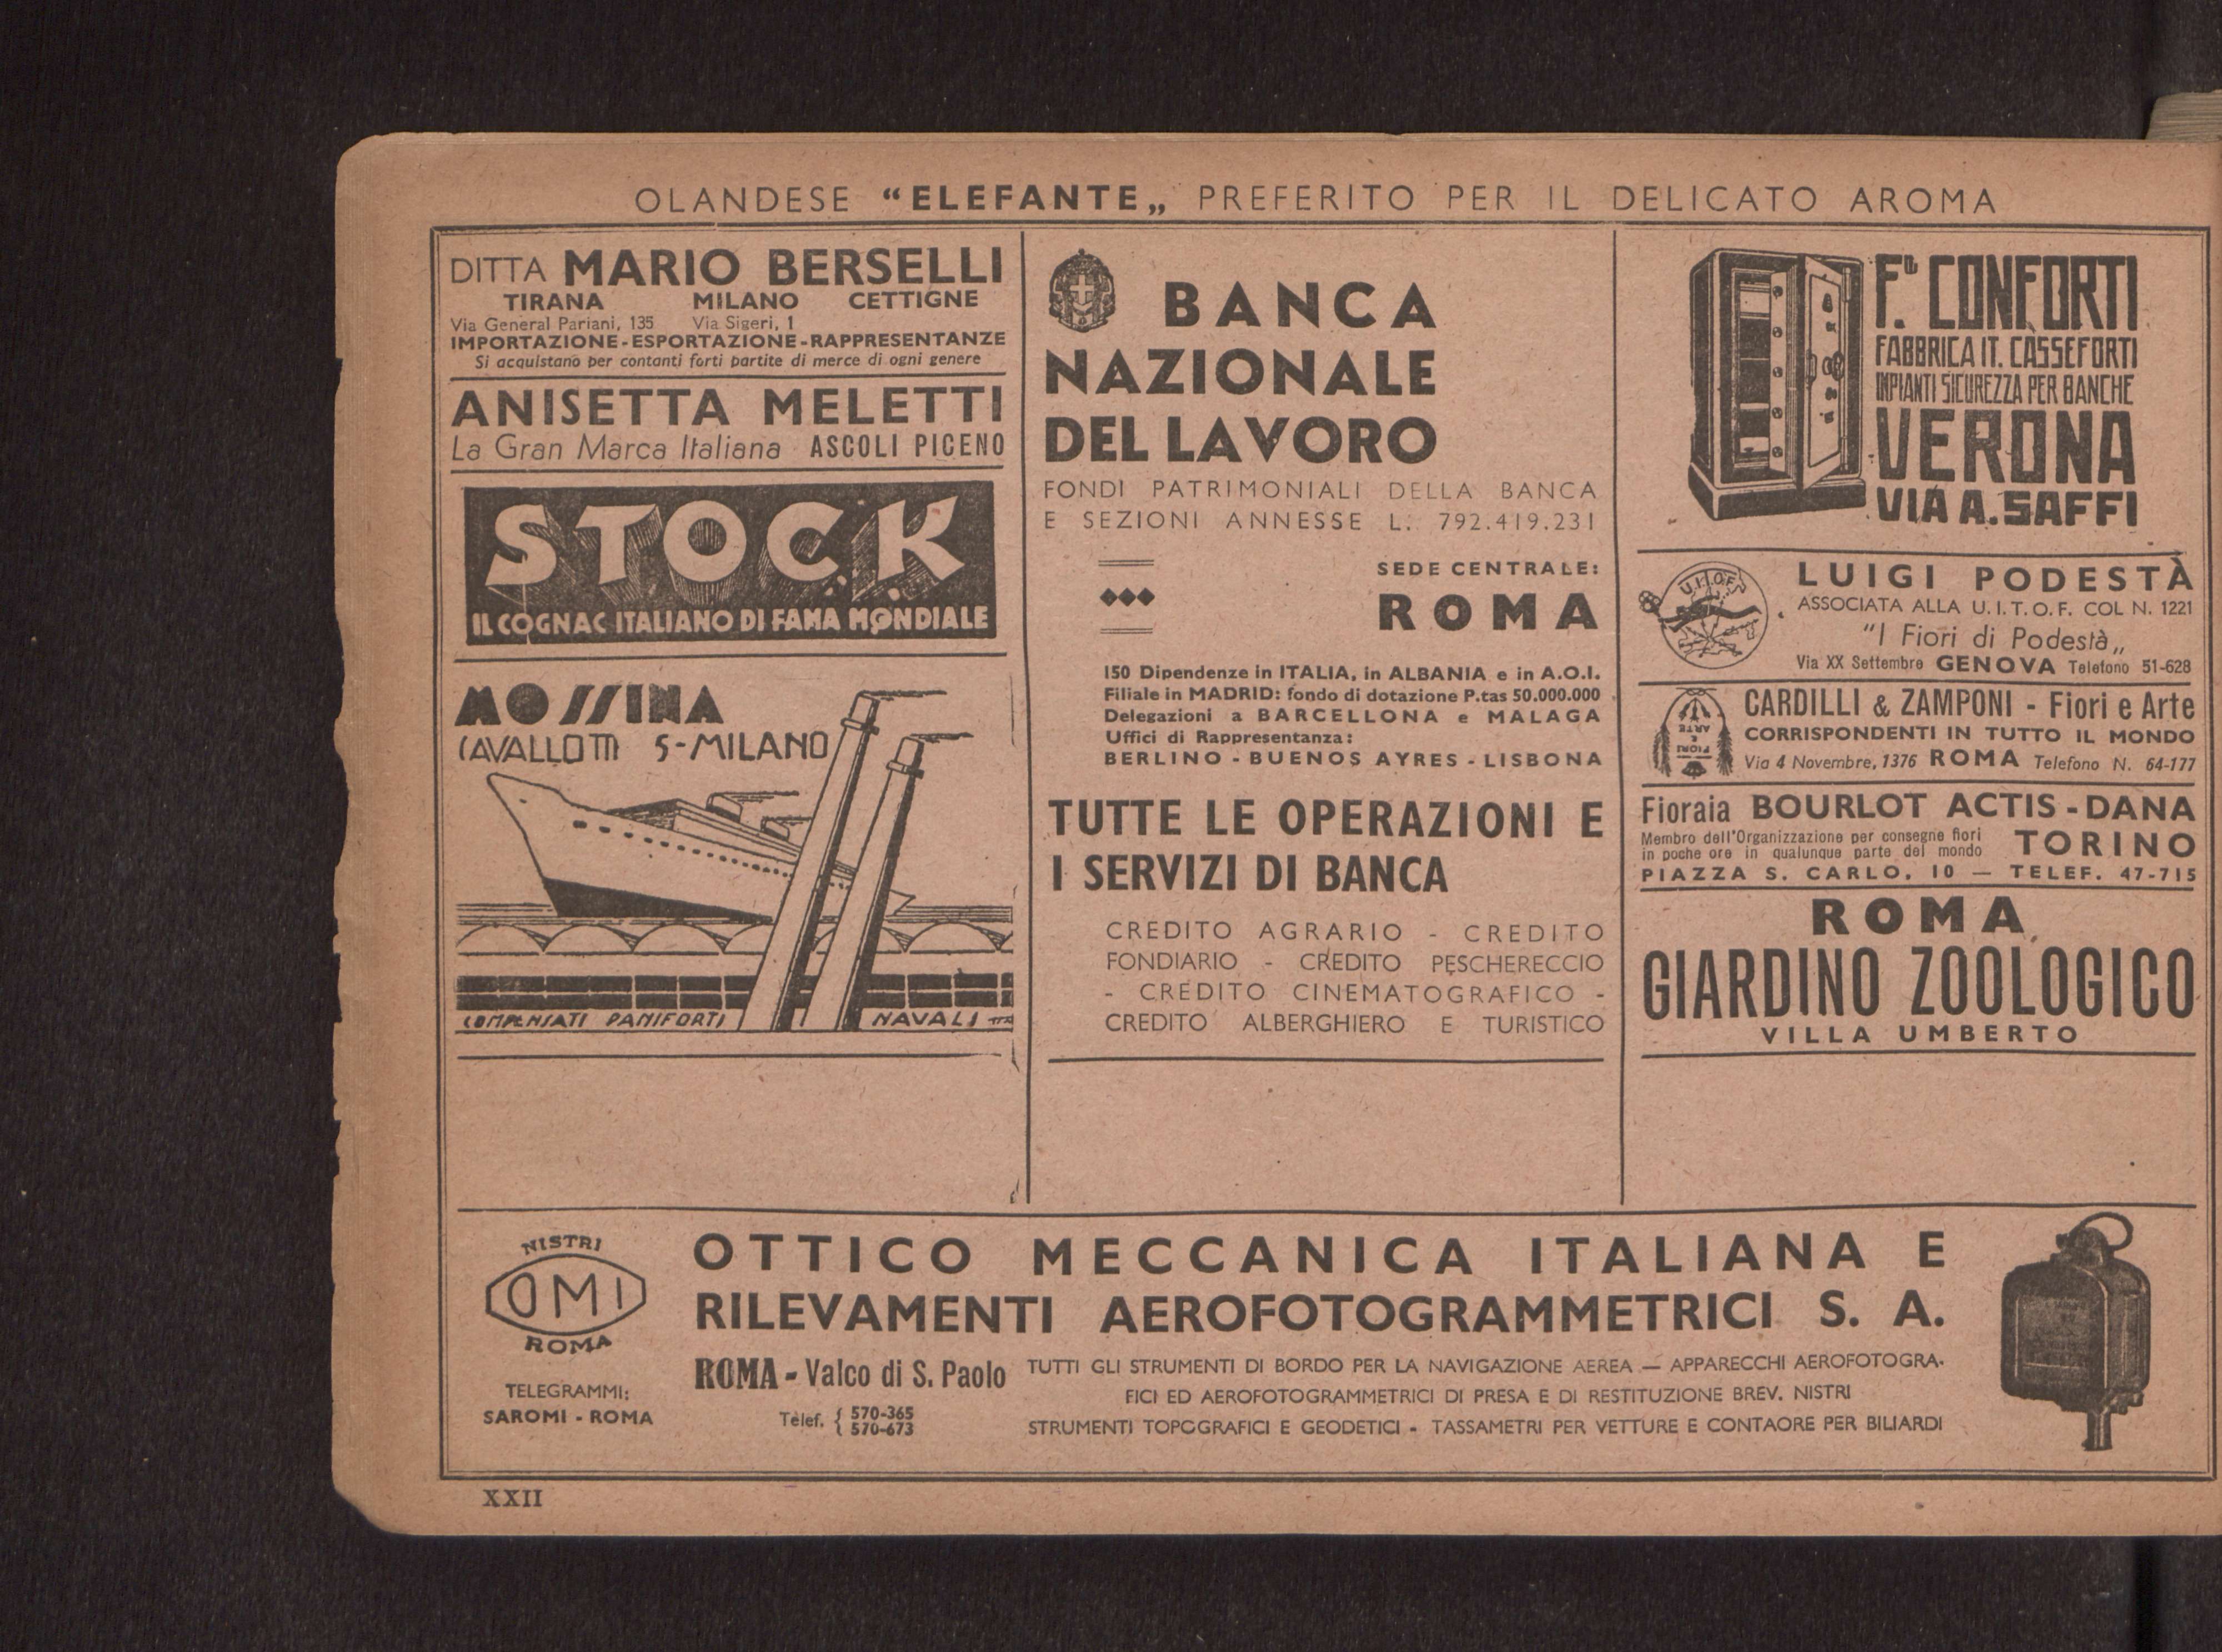 OLANDESE “ELEFANTE„ PREFERITO PER IL DELICATO AROMA
DITTA MARIO BERSELLI
TIRANA MILANO CETTIGNE
Via General Pariani, 135 Via Sigeri, 1
IMPORTAZIONE - ESPORTAZIONE - RAPPRESENTANZE
Si acquistano per contanti forti partite di merce di ogni genere
ANISETTA MELETTI
La Gran Marca Italiana ASCOLI PICENO
STOCK
IL COGNAC ITALIANO DI FAMA MONDIALE
MOSSINA
CAVALLOTTI 5-MILANO
COMPENSATI PANIFORTI NAVALI
BANCA
NAZIONALE
DEL LAVORO
FONDI PATRIMONIALI DELLA BANCA
E SEZIONI ANNESSE L. 792.419.231
SEDE CENTRALE:
ROMA
150 Dipendenze in ITALIA, in ALBANIA e in A.O.I.
Filiale in MADRID: fondo di dotazione P.tas 50.000.000
Delegazioni a BARCELLONA e MALAGA
Uffici di Rappresentanza:
BERLINO - BUENOS AYRES - LISBONA
TUTTE LE OPERAZIONI E
I SERVIZI DI BANCA
CREDITO AGRARIO - CREDITO
FONDIARIO - CREDITO PESCHERECCIO
- CREDITO CINEMATOGRAFICO -
CREDITO ALBERGHIERO E TURISTICO
F.lli CONFORTI
FABBRICA IT. CASSEFORTI
IMPIANTI SICUREZZA PER BANCHE
VERONA
VIA A. SAFFI
U.I.T.O.F.
LUIGI PODESTÀ
ASSOCIATA ALLA U.I.T.O.F. COL N. 1221
“I Fiori di Podestà„
Via XX Settembre GENOVA Telefono 51-628
FIORI E ARTE
CARDILLI & ZAMPONI - Fiori e Arte
CORRISPONDENTI IN TUTTO IL MONDO
Via 4 Novembre, 1376 ROMA Telefono N. 64-177
Fioraia BOURLOT ACTIS - DANA
Membro dell'Organizzazione per consegne fiori
in poche ore in qualunque parte del mondo TORINO
PIAZZA S. CARLO, 10 — TELEF. 47-715
ROMA
GIARDINO ZOOLOGICO
VILLA UMBERTO
NISTRI
OMI
ROMA
TELEGRAMMI:
SAROMI - ROMA
OTTICO MECCANICA ITALIANA E
RILEVAMENTI AEROFOTOGRAMMETRICI S. A.
ROMA - Valco di S. Paolo
Telef. { 570-365
570-673
TUTTI GLI STRUMENTI DI BORDO PER LA NAVIGAZIONE AEREA — APPARECCHI AEROFOTOGRA-
FICI ED AEROFOTOGRAMMETRICI DI PRESA E DI RESTITUZIONE BREV. NISTRI
STRUMENTI TOPOGRAFICI E GEODETICI - TASSAMETRI PER VETTURE E CONTAORE PER BILIARDI
XXII